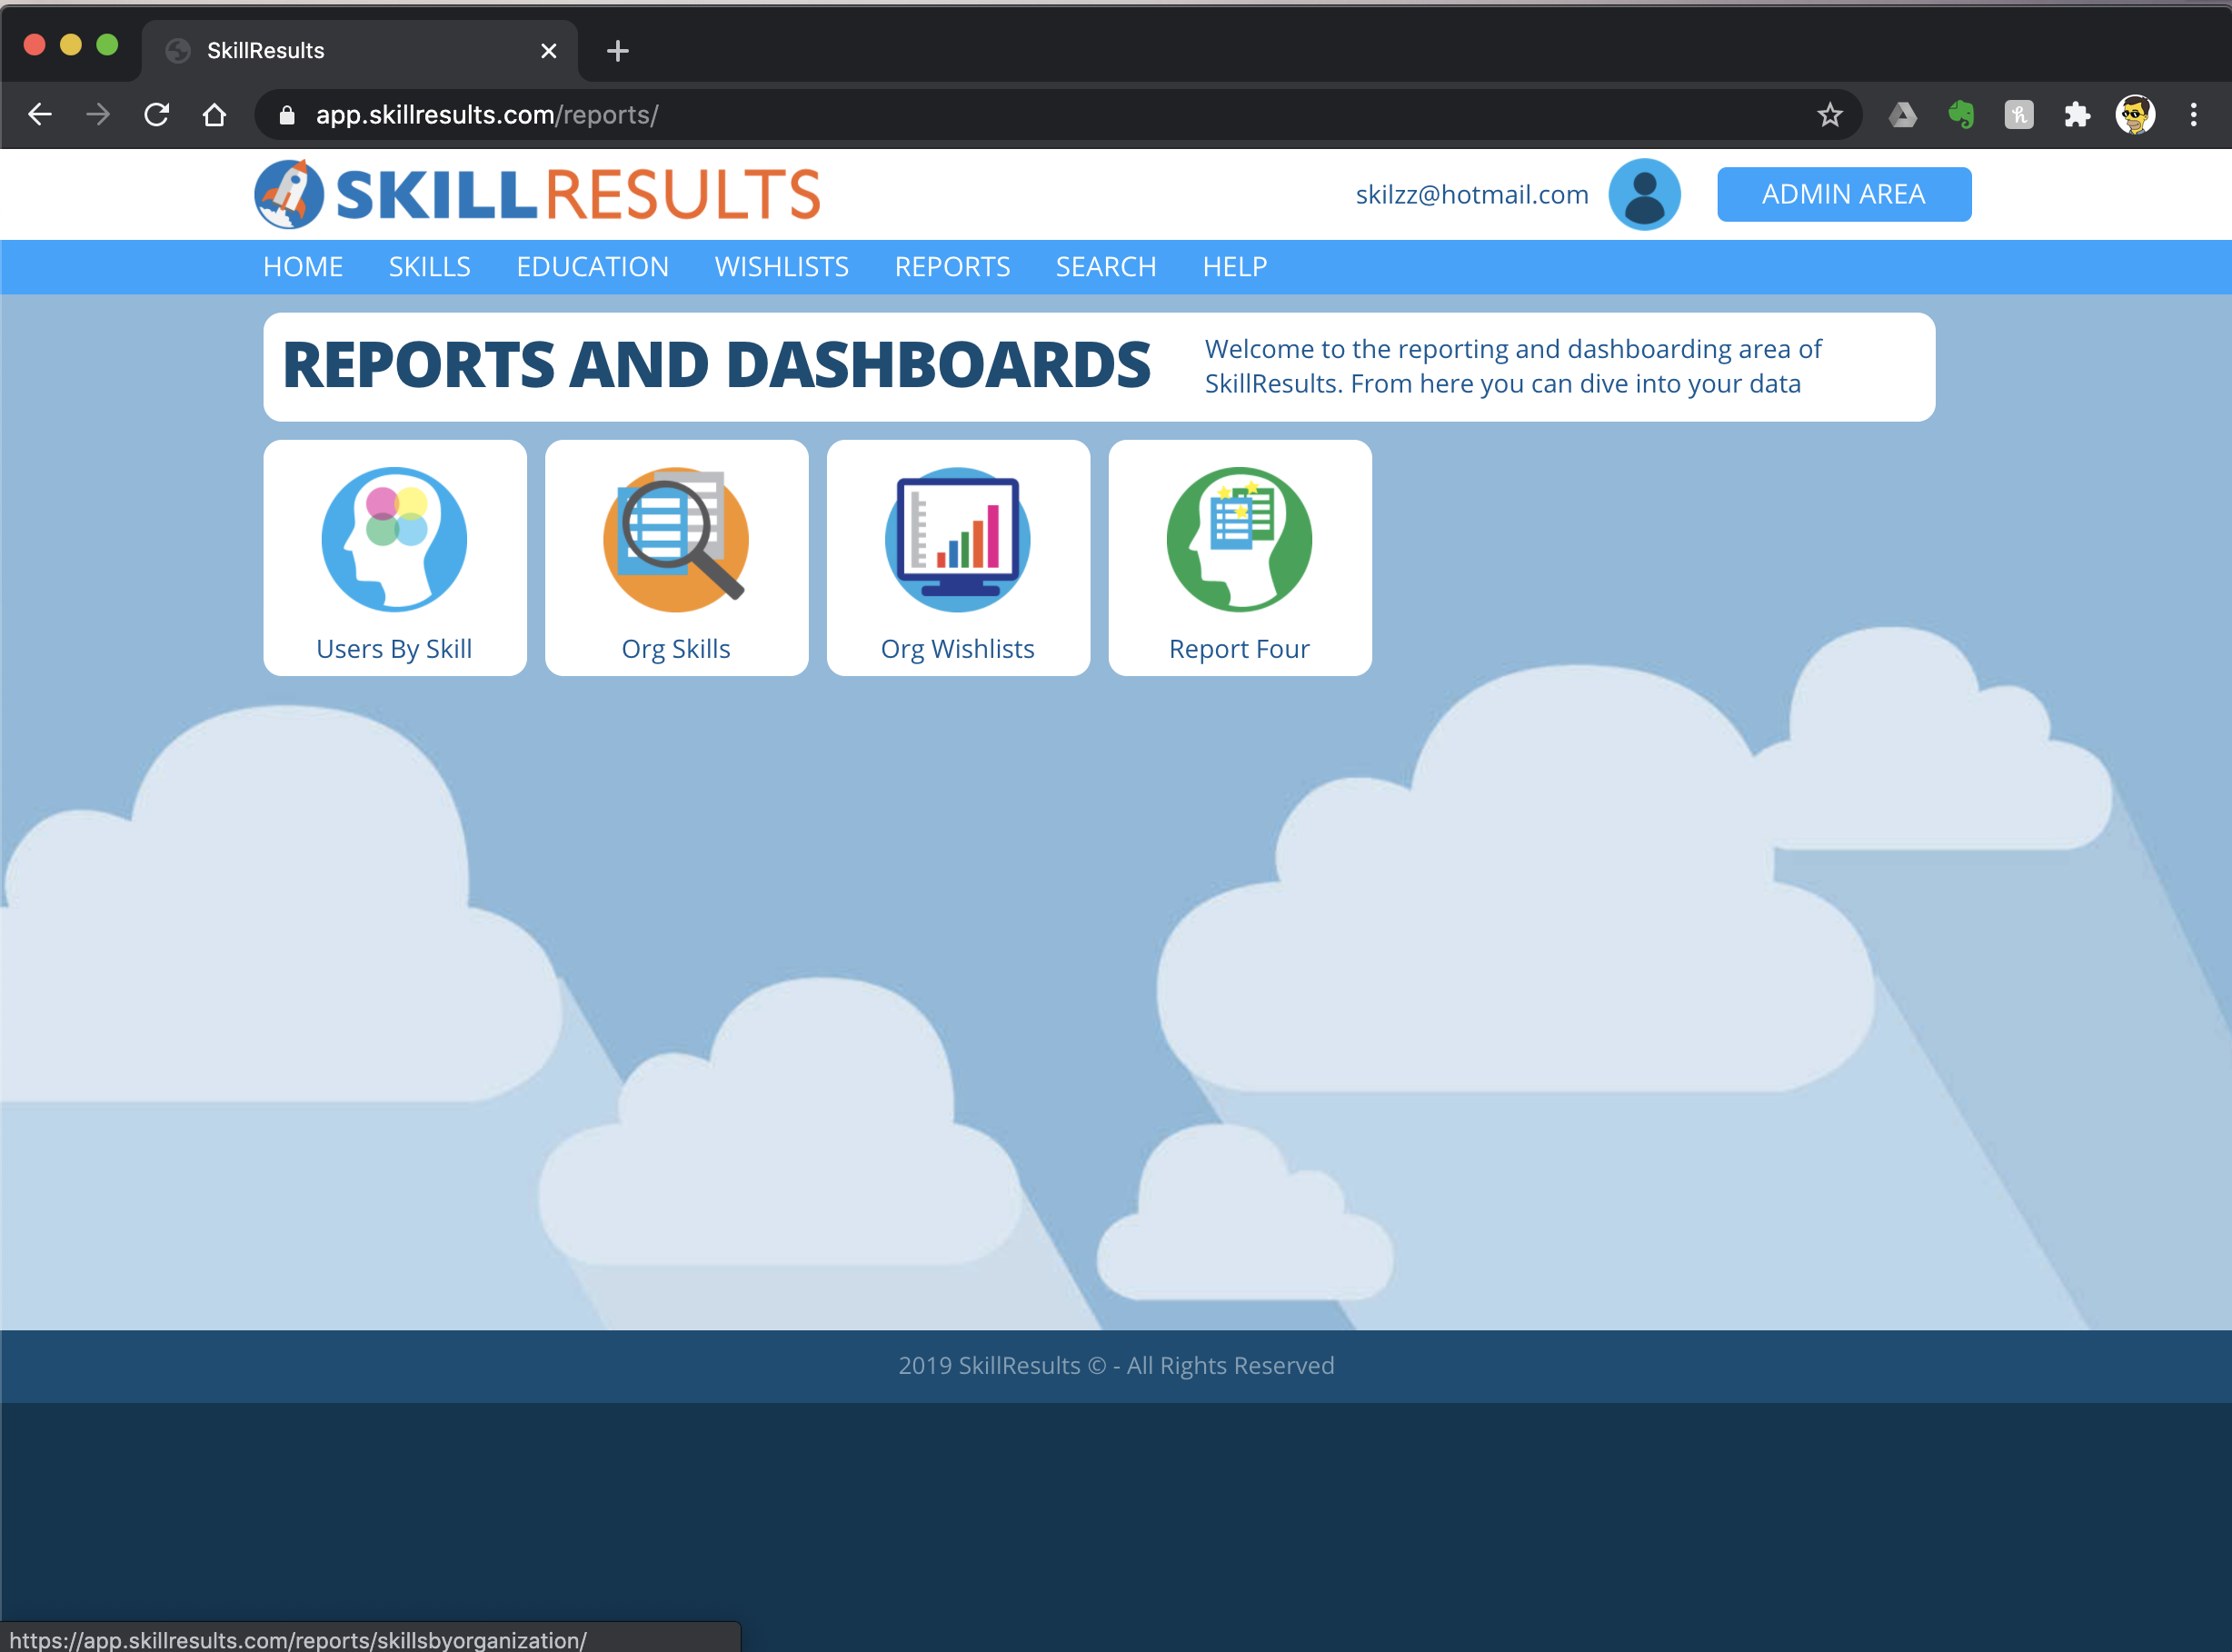 SkillResults
app.skillresults.com/reports/
SKILLRESULTS
skilzz@hotmail.com
ADMIN AREA
HOME SKILLS EDUCATION WISHLISTS REPORTS SEARCH HELP
REPORTS AND DASHBOARDS
Welcome to the reporting and dashboarding area of
SkillResults. From here you can dive into your data
Users By Skill
Org Skills
Org Wishlists
Report Four
2019 SkillResults © - All Rights Reserved
https://app.skillresults.com/reports/skillsbyorganization/